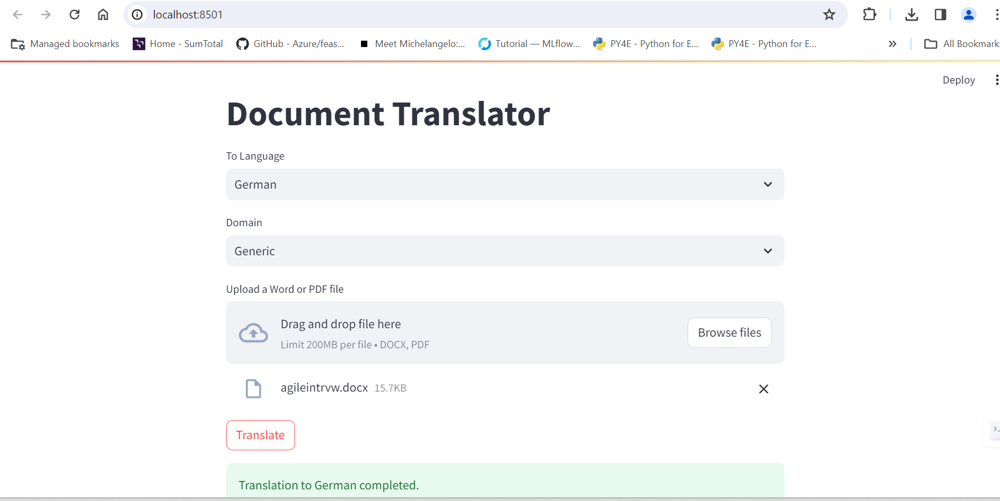 localhost:8501
Managed bookmarks Home - SumTotal GitHub - Azure/feas... Meet Michelangelo:... Tutorial — MLflow... PY4E - Python for E... PY4E - Python for E... All Bookmarks
Deploy
Document Translator
To Language
German
Domain
Generic
Upload a Word or PDF file
Drag and drop file here
Limit 200MB per file • DOCX, PDF
Browse files
agileintrvw.docx 15.7KB
Translate
Translation to German completed.